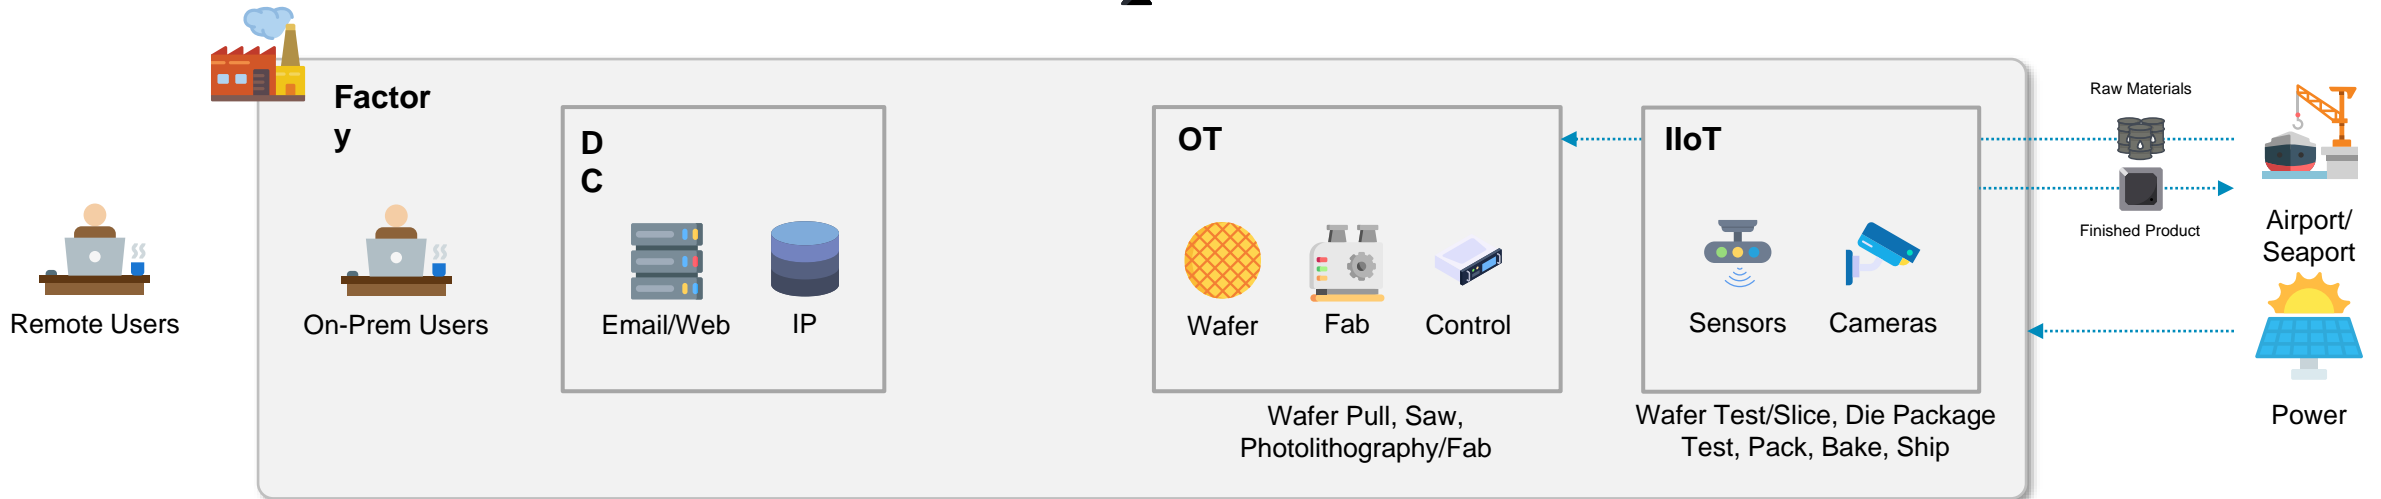 Factor
y
D
C
OT
IIoT
Raw Materials
Finished Product
Airport/
Seaport
Remote Users
On-Prem Users
Email/Web
IP
Wafer
Fab
Control
Sensors
Cameras
Wafer Pull, Saw,
Photolithography/Fab
Wafer Test/Slice, Die Package
Test, Pack, Bake, Ship
Power